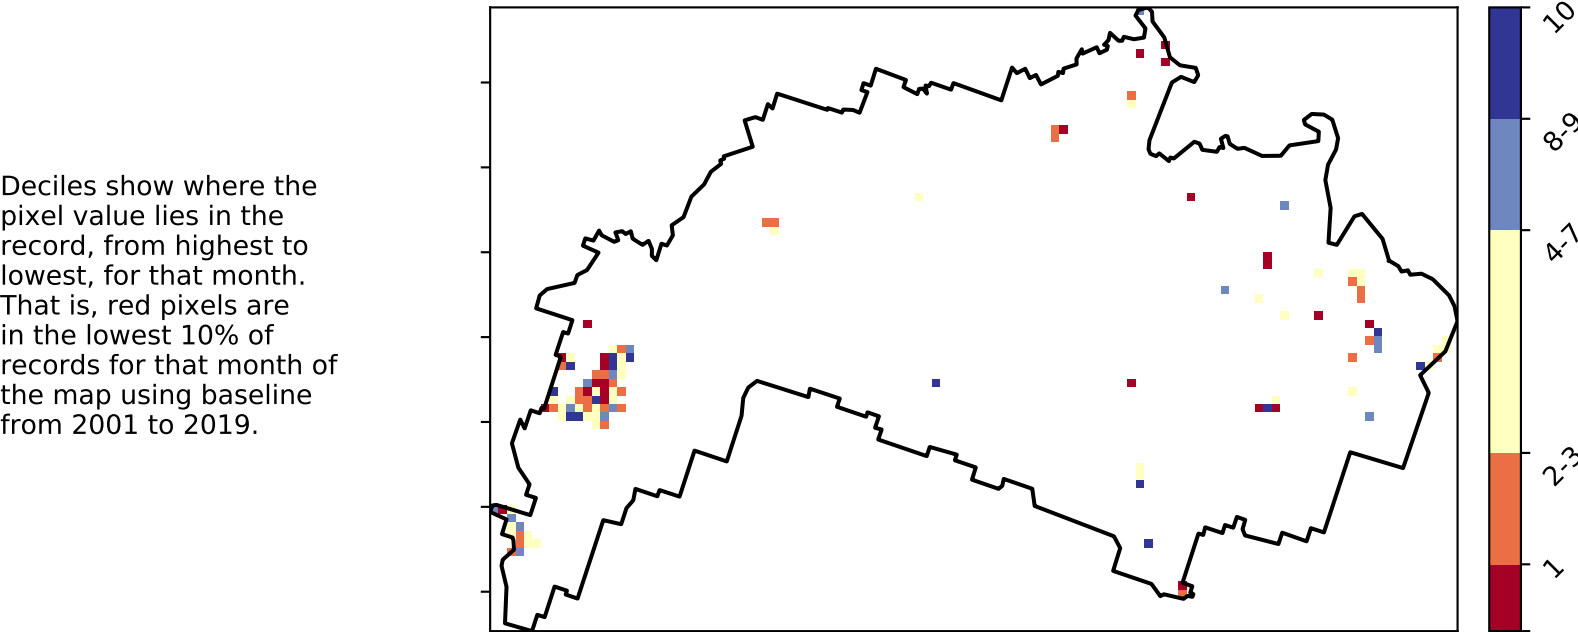 Deciles show where the
pixel value lies in the
record, from highest to
lowest, for that month.
That is, red pixels are
in the lowest 10% of
records for that month of
the map using baseline
from 2001 to 2019.
10
8-9
4-7
2-3
1